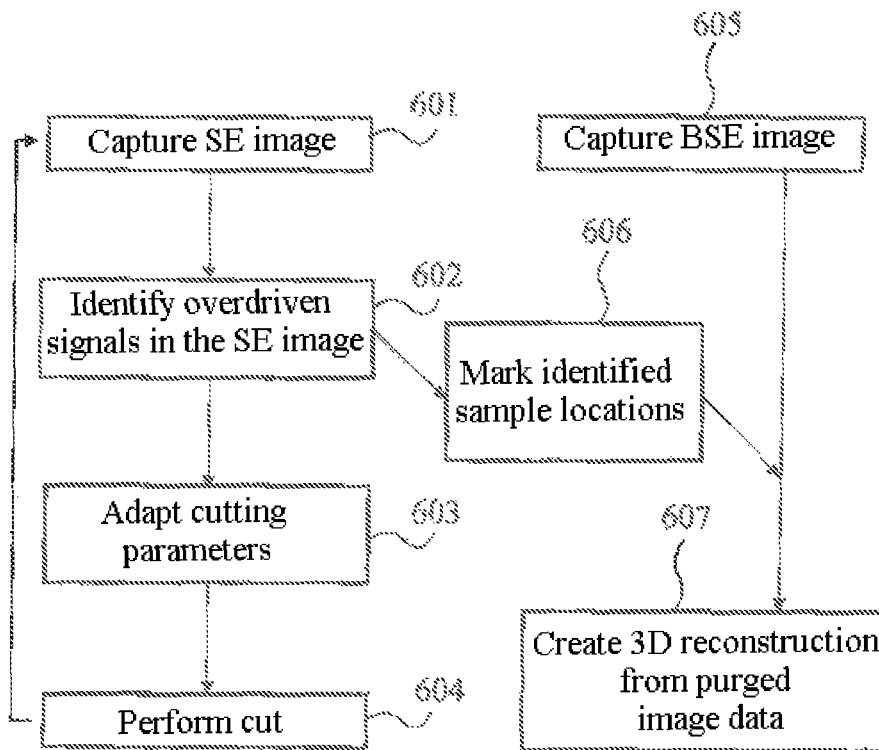 605
601
Capture SE image
Capture BSE image
606
602
Identify overdriven
signals in the SE image
Mark identified
sample locations
Adapt cutting
parameters
603
607
Create 3D reconstruction
from purged
image data
604
Perform cut